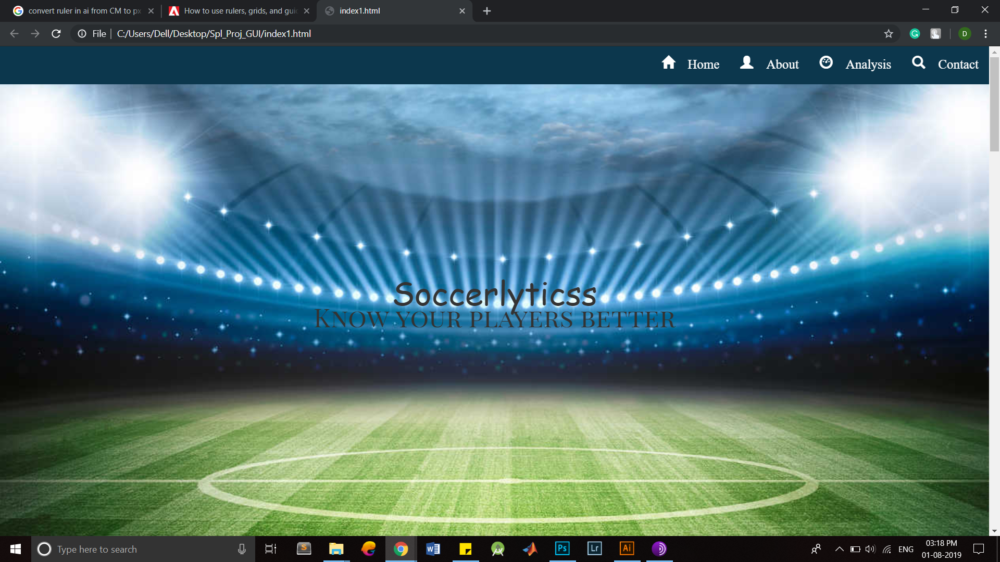 convert ruler in ai from CM to px
How to use rulers, grids, and gui
index1.html
File
C:/Users/Dell/Desktop/Spl_Proj_GUI/index1.html
D
Home
About
Analysis
Contact
Soccerlyticss
Know your players better
Type here to search
Ps
Lr
Ai
ENG
03:18 PM
01-08-2019